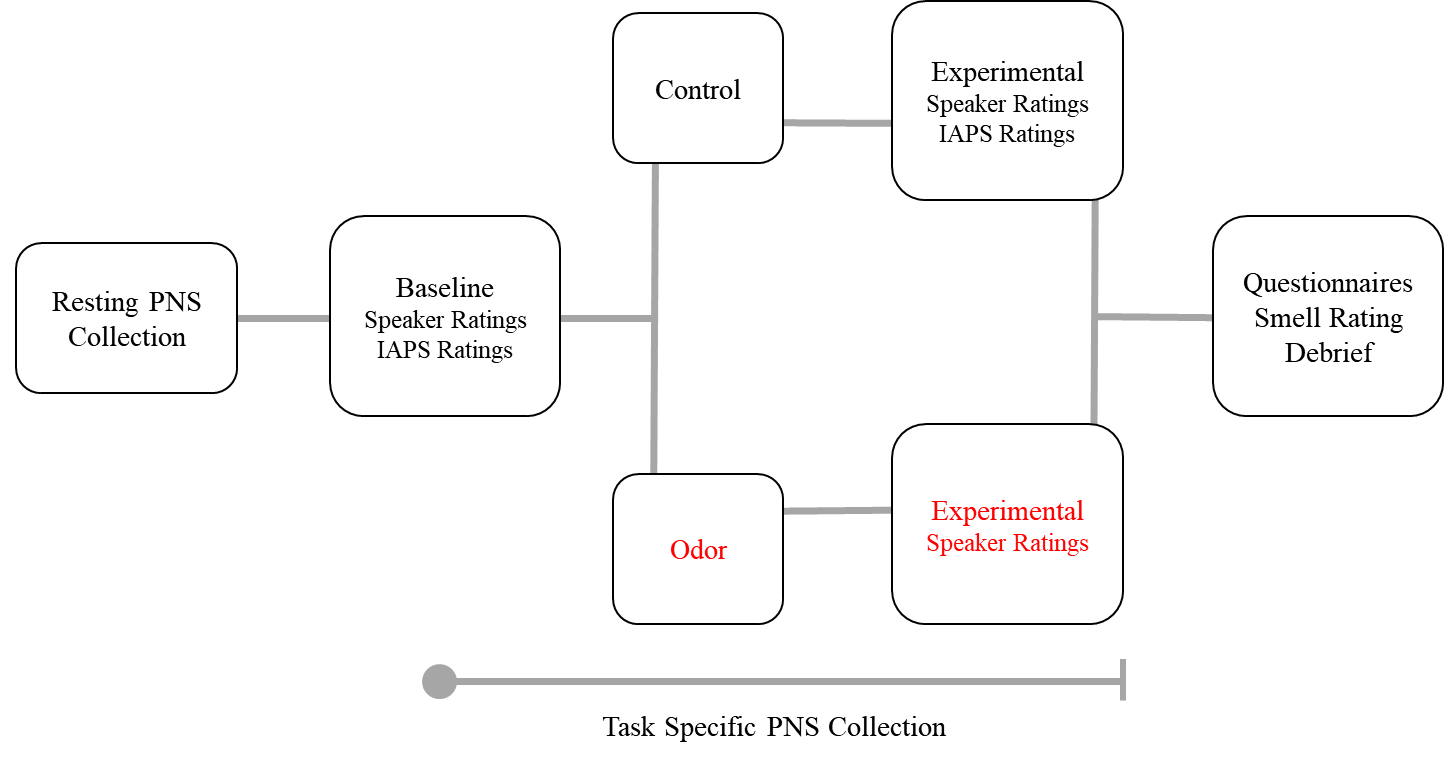 Resting PNS
Collection
Baseline
Speaker Ratings
IAPS Ratings
Control
Experimental
Speaker Ratings
IAPS Ratings
Odor
Experimental
Speaker Ratings
Questionnaires
Smell Rating
Debrief
Task Specific PNS Collection